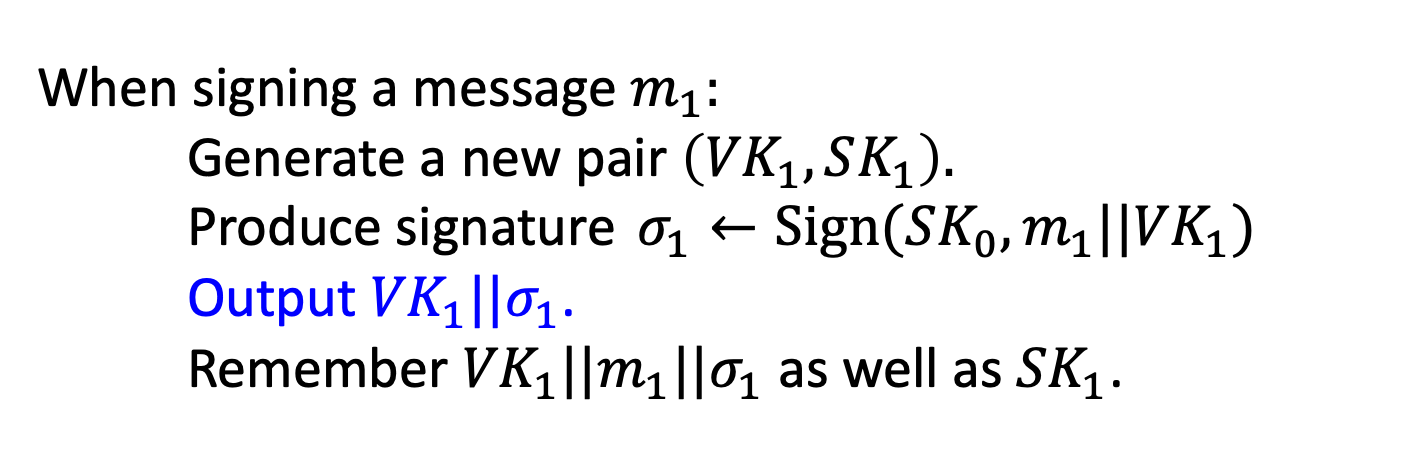 When signing a message 𝑚₁:
Generate a new pair (𝑉𝐾₁, 𝑆𝐾₁).
Produce signature 𝜎₁ ← Sign(𝑆𝐾₀, 𝑚₁||𝑉𝐾₁)
Output 𝑉𝐾₁||𝜎₁.
Remember 𝑉𝐾₁||𝑚₁||𝜎₁ as well as 𝑆𝐾₁.